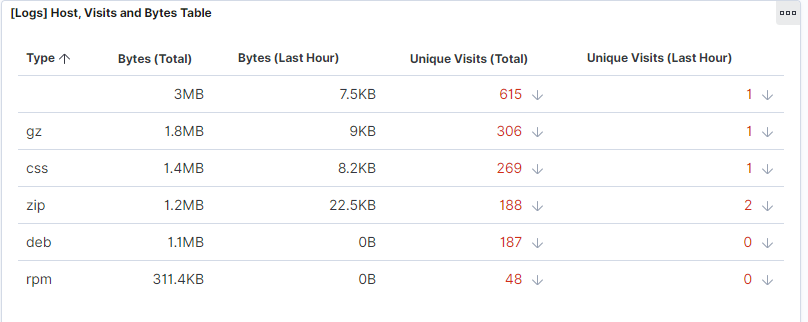 [Logs] Host, Visits and Bytes Table
Type Bytes (Total) Bytes (Last Hour) Unique Visits (Total) Unique Visits (Last Hour)
3MB 7.5KB 615 1
gz 1.8MB 9KB 306 1
css 1.4MB 8.2KB 269 1
zip 1.2MB 22.5KB 188 2
deb 1.1MB 0B 187 0
rpm 311.4KB 0B 48 0